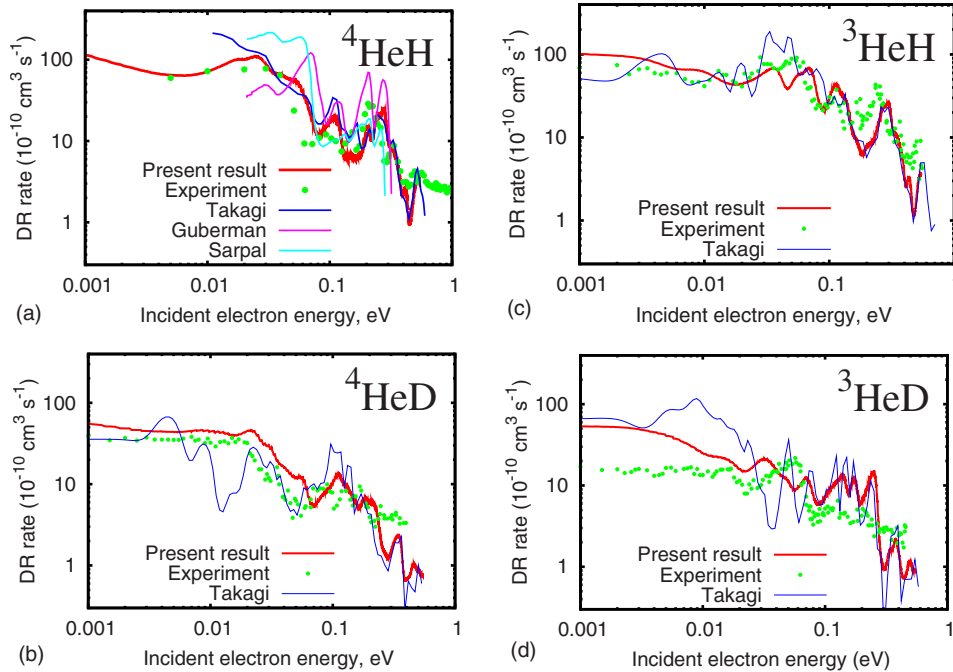 ⁴HeH
DR rate (10⁻¹⁰ cm³ s⁻¹)
100
10
1
Present result
Experiment
Takagi
Guberman
Sarpal
0.001
0.01
0.1
1
(a)
Incident electron energy, eV
³HeH
DR rate (10⁻¹⁰ cm³ s⁻¹)
100
10
1
Present result
Experiment
Takagi
0.001
0.01
0.1
1
(c)
Incident electron energy, eV
⁴HeD
DR rate (10⁻¹⁰ cm³ s⁻¹)
100
10
1
Present result
Experiment
Takagi
0.001
0.01
0.1
1
(b)
Incident electron energy, eV
³HeD
DR rate (10⁻¹⁰ cm³ s⁻¹)
100
10
1
Present result
Experiment
Takagi
0.001
0.01
0.1
1
(d)
Incident electron energy (eV)